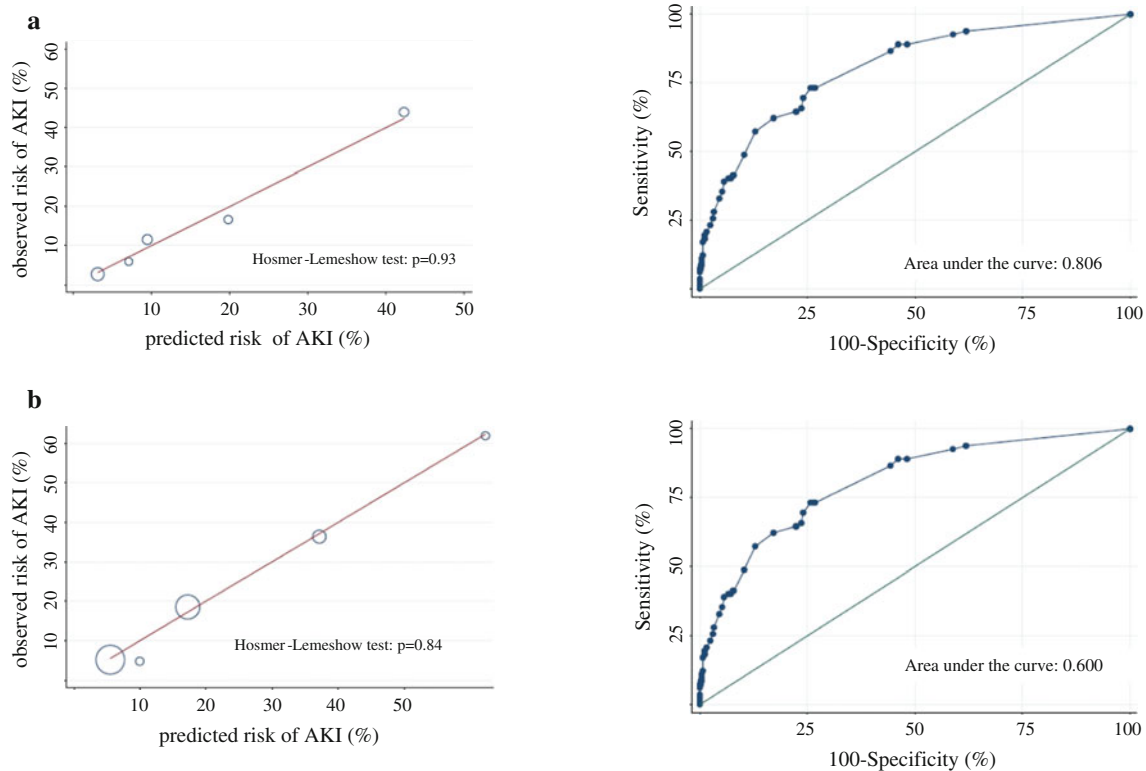 a
observed risk of AKI (%)
60
50
40
30
20
10
Hosmer-Lemeshow test: p=0.93
10 20 30 40 50
predicted risk of AKI (%)
Sensitivity (%)
100
75
50
25
Area under the curve: 0.806
25 50 75 100
100-Specificity (%)
b
observed risk of AKI (%)
60
50
40
30
20
10
Hosmer-Lemeshow test: p=0.84
10 20 30 40 50
predicted risk of AKI (%)
Sensitivity (%)
100
75
50
25
Area under the curve: 0.600
25 50 75 100
100-Specificity (%)